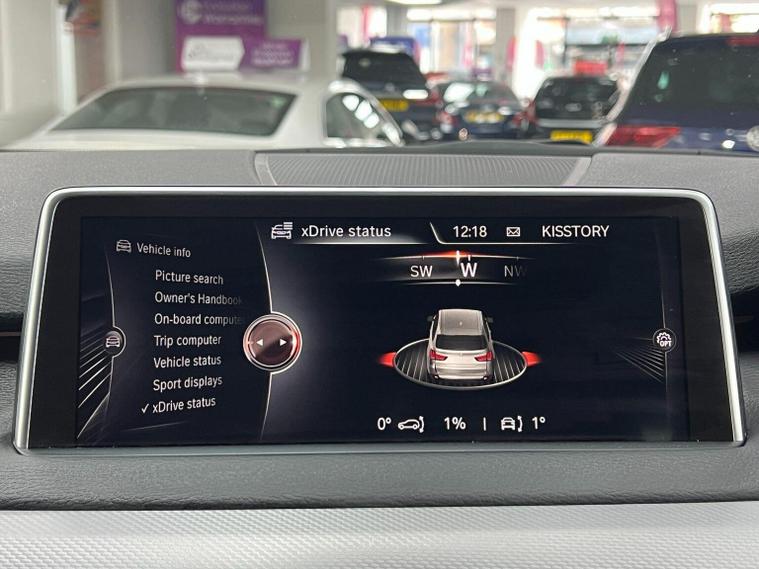 xDrive status
12:18
KISSTORY
Vehicle info
SW W NW
Picture search
Owner's Handbook
On-board computer
Trip computer
Vehicle status
Sport displays
✓ xDrive status
OPT
0° 1% | 1°